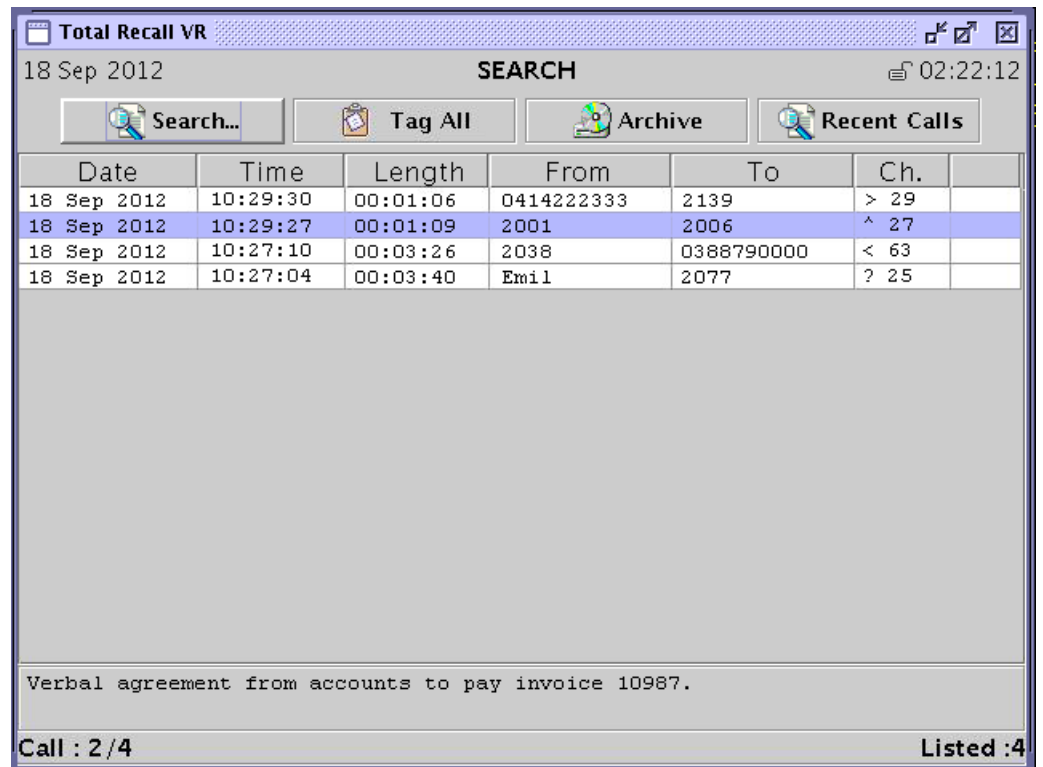 Total Recall VR
18 Sep 2012 SEARCH 02:22:12
Search... Tag All Archive Recent Calls
Date Time Length From To Ch.
18 Sep 2012 10:29:30 00:01:06 0414222333 2139 > 29
18 Sep 2012 10:29:27 00:01:09 2001 2006 ^ 27
18 Sep 2012 10:27:10 00:03:26 2038 0388790000 < 63
18 Sep 2012 10:27:04 00:03:40 Emil 2077 ? 25
Verbal agreement from accounts to pay invoice 10987.
Call : 2/4 Listed :4